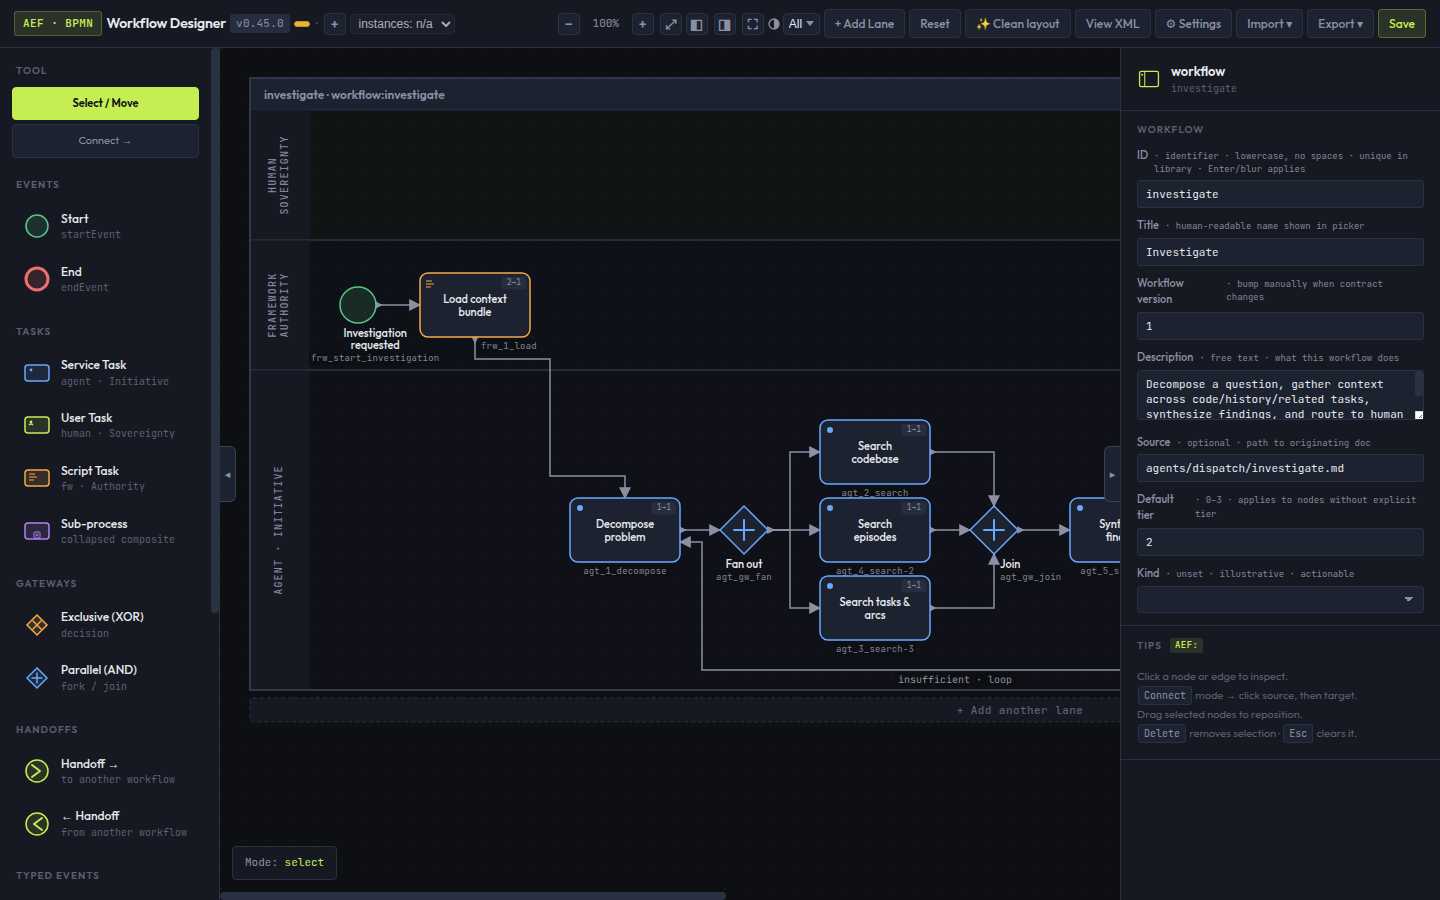 AEF · BPMN Workflow Designer v0.45.0 · + instances: n/a − 100% + All + Add Lane Reset ✨ Clean layout View XML ⚙ Settings Import ▾ Export ▾ Save
TOOL
Select / Move
Connect →
EVENTS
Start
startEvent
End
endEvent
TASKS
Service Task
agent · Initiative
User Task
human · Sovereignty
Script Task
fw · Authority
Sub-process
collapsed composite
GATEWAYS
Exclusive (XOR)
decision
Parallel (AND)
fork / join
HANDOFFS
Handoff →
to another workflow
← Handoff
from another workflow
TYPED EVENTS
investigate · workflow:investigate
HUMAN
SOVEREIGNTY
FRAMEWORK
AUTHORITY
AGENT · INITIATIVE
Investigation
requested
frw_start_investigation
2→1
Load context
bundle
frw_1_load
1→1
Decompose
problem
agt_1_decompose
Fan out
agt_gw_fan
1→1
Search
codebase
agt_2_search
1→1
Search
episodes
agt_4_search-2
1→1
Search tasks &
arcs
agt_3_search-3
Join
agt_gw_join
Synt
fin
agt_5_s
insufficient · loop
+ Add another lane
Mode: select
workflow
investigate
WORKFLOW
ID · identifier · lowercase, no spaces · unique in
library · Enter/blur applies
investigate
Title · human-readable name shown in picker
Investigate
Workflow
version
· bump manually when contract
changes
1
Description · free text · what this workflow does
Decompose a question, gather context
across code/history/related tasks,
synthesize findings, and route to human
Source · optional · path to originating doc
agents/dispatch/investigate.md
Default
tier
· 0–3 · applies to nodes without explicit
tier
2
Kind · unset · illustrative · actionable
TIPS AEF:
Click a node or edge to inspect.
Connect mode → click source, then target.
Drag selected nodes to reposition.
Delete removes selection · Esc clears it.